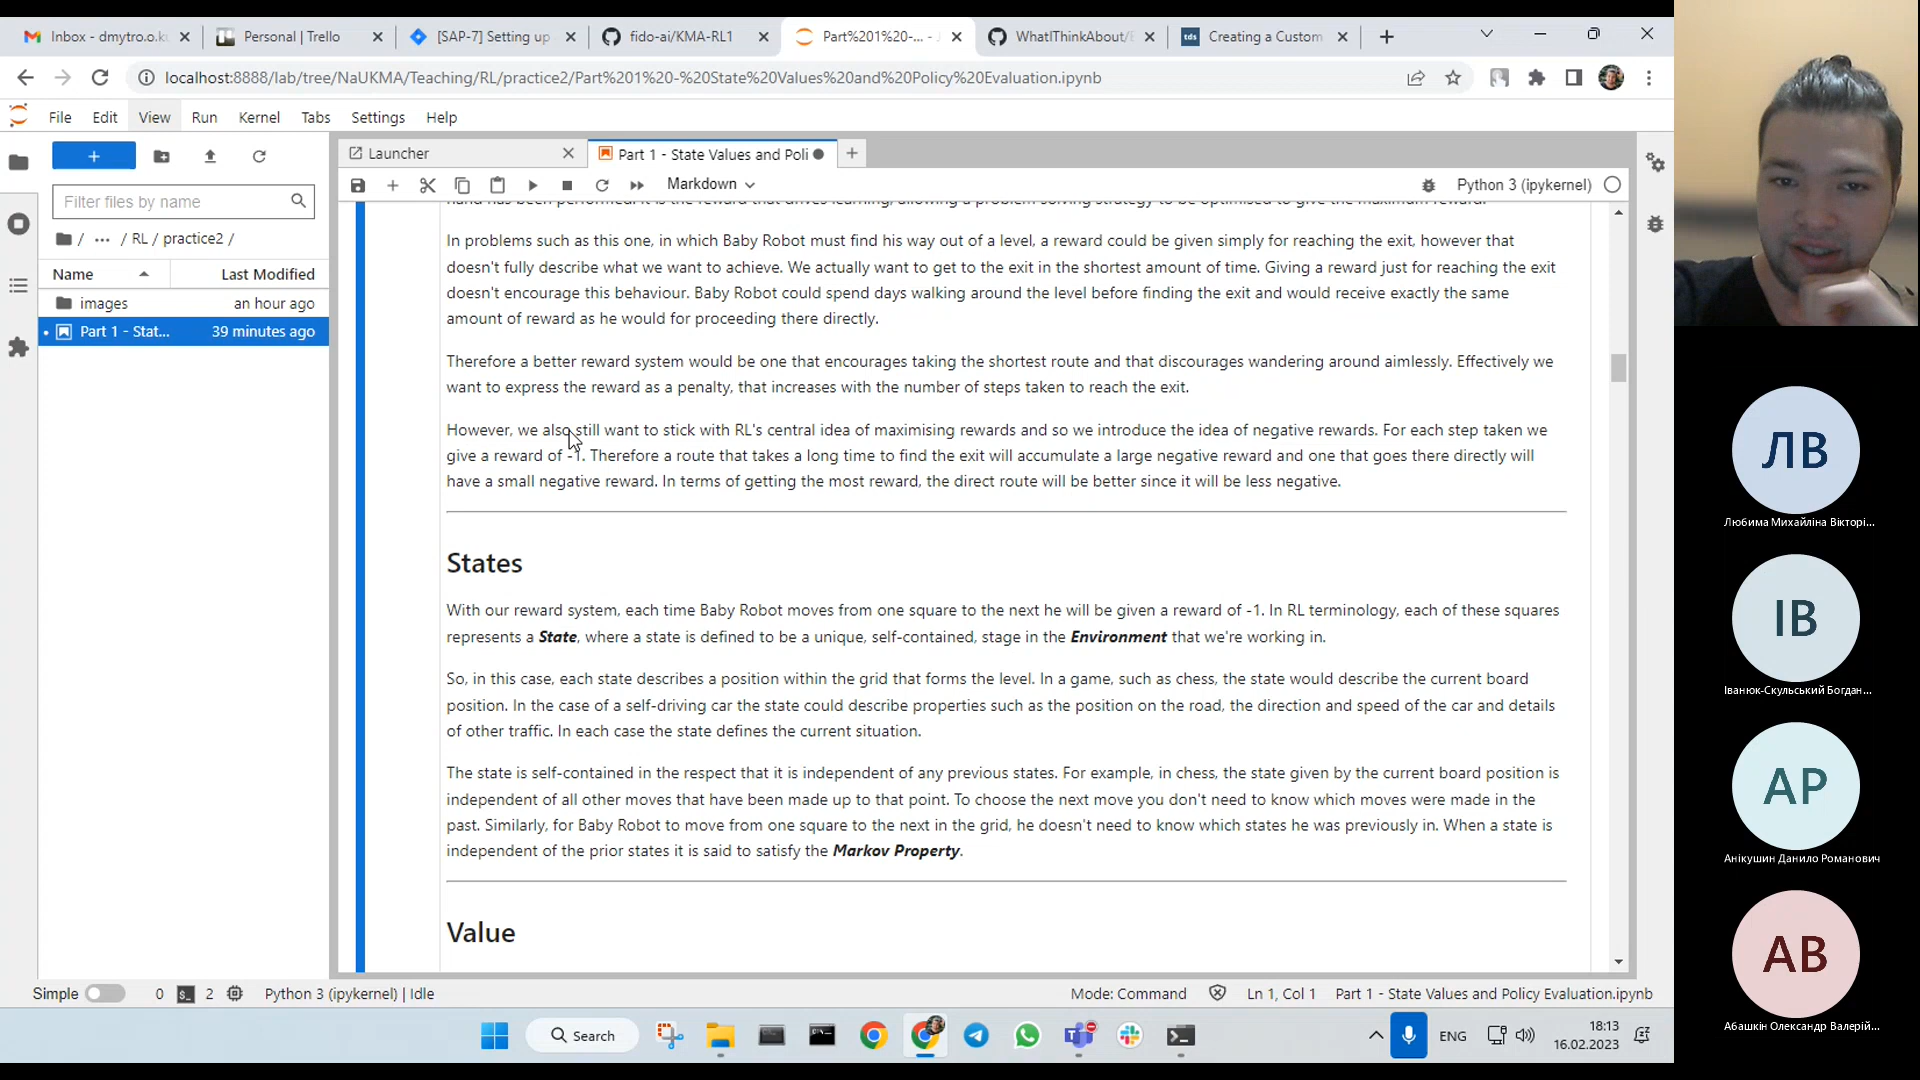 Inbox - dmytro.o.k
Personal | Trello
[SAP-7] Setting up
fido-ai/KMA-RL1
Part%201%20-... - J
WhatIThinkAbout/
Creating a Custom
localhost:8888/lab/tree/NaUKMA/Teaching/RL/practice2/Part%201%20-%20State%20Values%20and%20Policy%20Evaluation.ipynb
File Edit View Run Kernel Tabs Settings Help
Launcher
Part 1 - State Values and Poli
Markdown
Python 3 (ipykernel)
Filter files by name
/ ... / RL / practice2 /
Name Last Modified
images an hour ago
Part 1 - Stat... 39 minutes ago
hand has been performed. It is the reward that drives learning, allowing a problem solving strategy to be optimised to give the maximum reward.
In problems such as this one, in which Baby Robot must find his way out of a level, a reward could be given simply for reaching the exit, however that
doesn't fully describe what we want to achieve. We actually want to get to the exit in the shortest amount of time. Giving a reward just for reaching the exit
doesn't encourage this behaviour. Baby Robot could spend days walking around the level before finding the exit and would receive exactly the same
amount of reward as he would for proceeding there directly.
Therefore a better reward system would be one that encourages taking the shortest route and that discourages wandering around aimlessly. Effectively we
want to express the reward as a penalty, that increases with the number of steps taken to reach the exit.
However, we also still want to stick with RL's central idea of maximising rewards and so we introduce the idea of negative rewards. For each step taken we
give a reward of -1. Therefore a route that takes a long time to find the exit will accumulate a large negative reward and one that goes there directly will
have a small negative reward. In terms of getting the most reward, the direct route will be better since it will be less negative.
States
With our reward system, each time Baby Robot moves from one square to the next he will be given a reward of -1. In RL terminology, each of these squares
represents a State, where a state is defined to be a unique, self-contained, stage in the Environment that we're working in.
So, in this case, each state describes a position within the grid that forms the level. In a game, such as chess, the state would describe the current board
position. In the case of a self-driving car the state could describe properties such as the position on the road, the direction and speed of the car and details
of other traffic. In each case the state defines the current situation.
The state is self-contained in the respect that it is independent of any previous states. For example, in chess, the state given by the current board position is
independent of all other moves that have been made up to that point. To choose the next move you don't need to know which moves were made in the
past. Similarly, for Baby Robot to move from one square to the next in the grid, he doesn't need to know which states he was previously in. When a state is
independent of the prior states it is said to satisfy the Markov Property.
Value
Simple 0 2 Python 3 (ipykernel) | Idle
Mode: Command Ln 1, Col 1 Part 1 - State Values and Policy Evaluation.ipynb
Search
ENG
18:13
16.02.2023
ЛВ
Любима Михайліна Вікторі...
ІВ
Іванюк-Скульський Богдан...
АР
Анікушин Данило Романович
АВ
Абашкін Олександр Валерій...